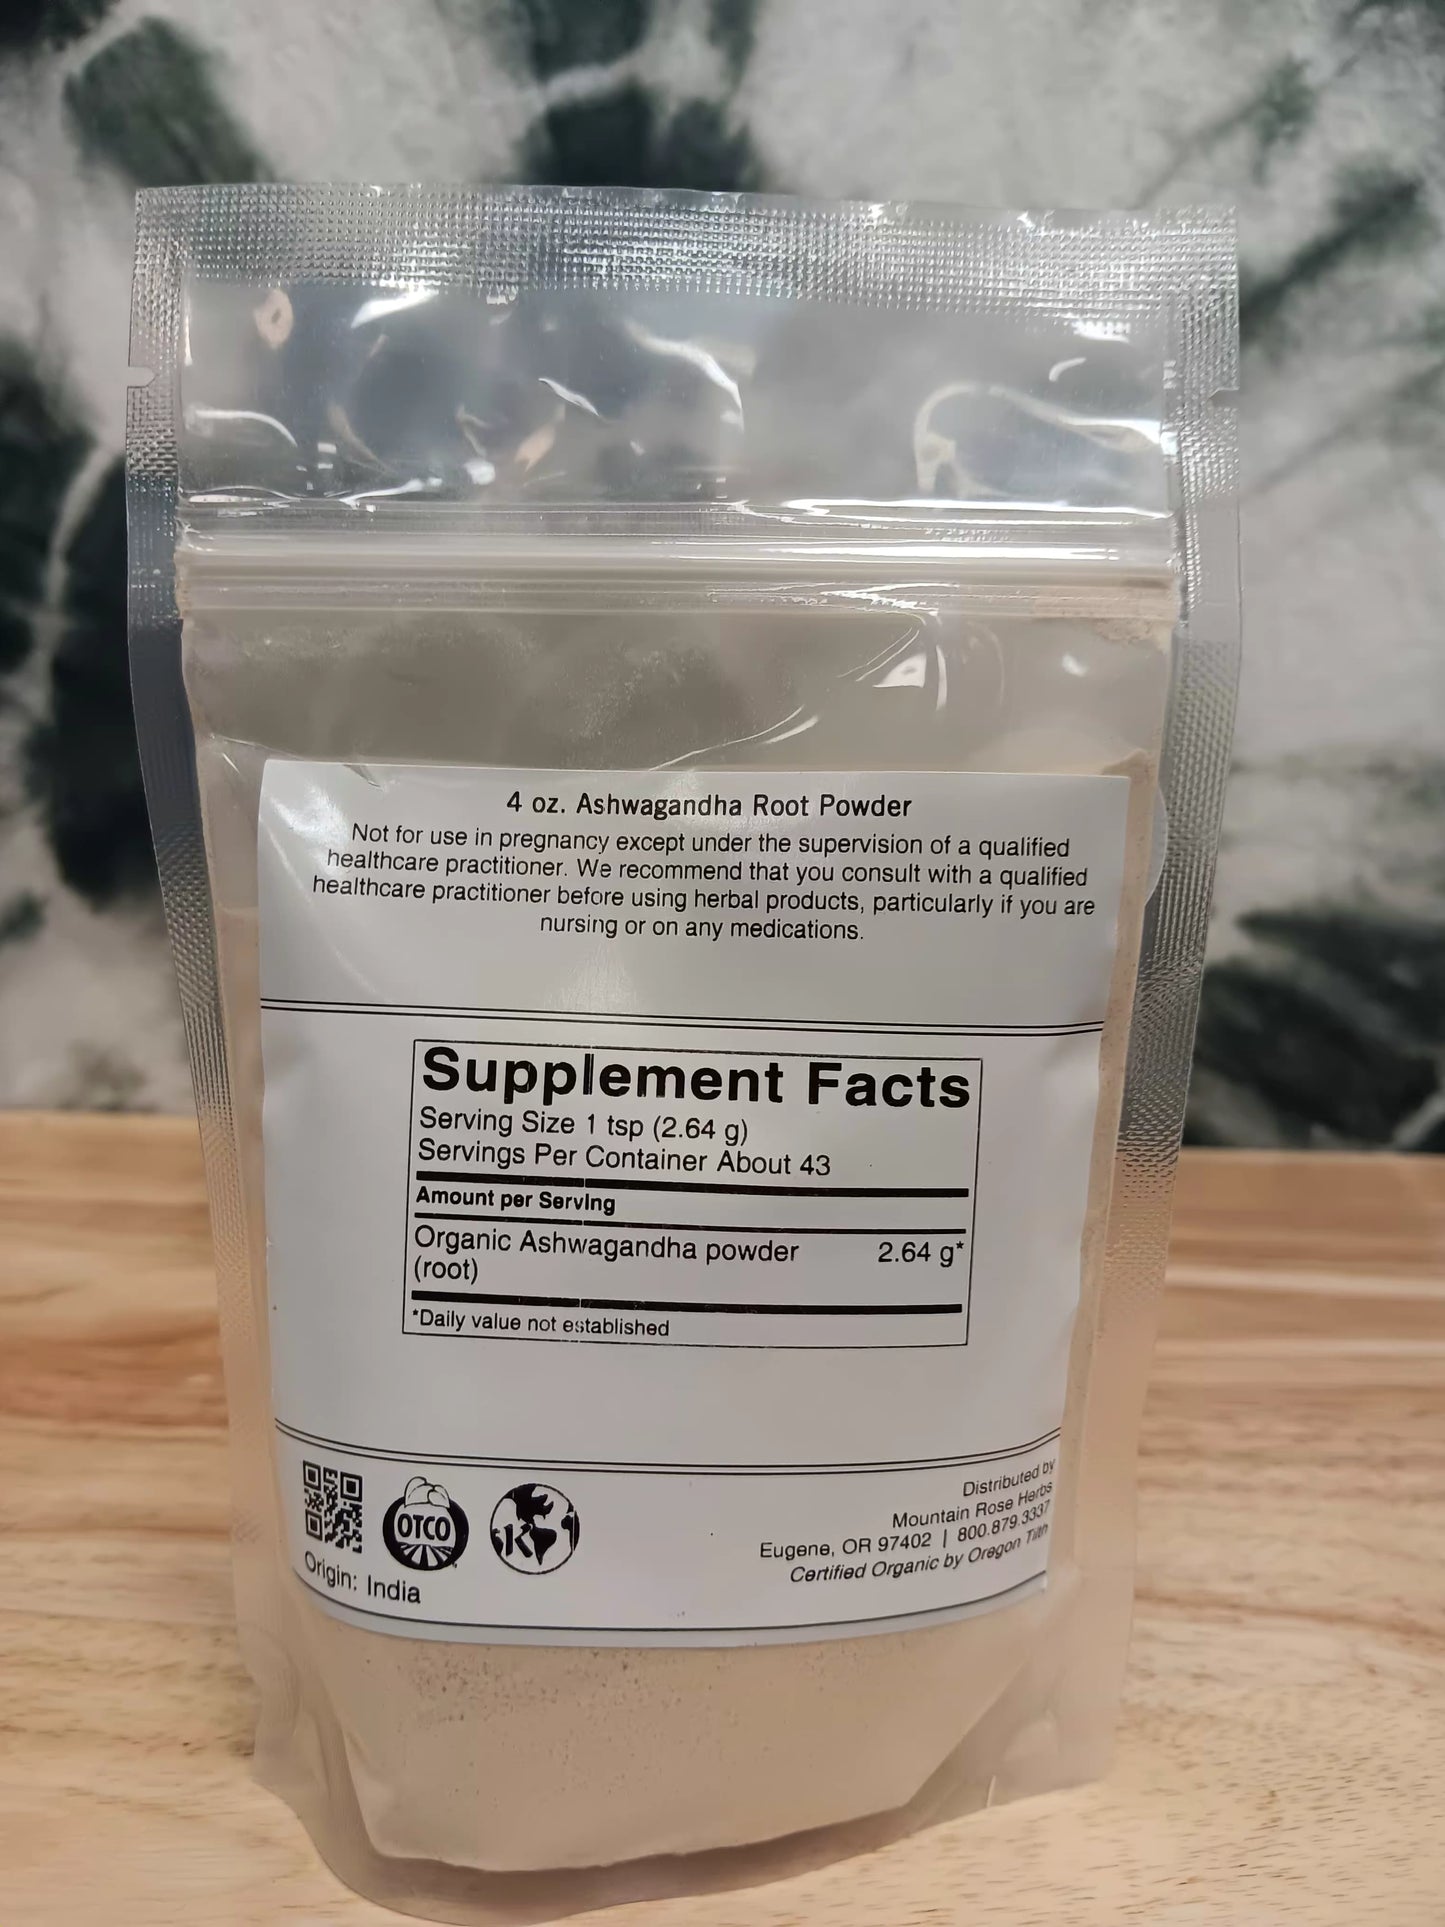 4 oz. Ashwagandha Root Powder
Not for use in pregnancy except under the supervision of a qualified
healthcare practitioner. We recommend that you consult with a qualified
healthcare practitioner before using herbal products, particularly if you are
nursing or on any medications.
Supplement Facts
Serving Size 1 tsp (2.64 g)
Servings Per Container About 43
Amount per Serving
Organic Ashwagandha powder 2.64 g*
(root)
*Daily value not established
OTCO
K
Origin: India
Distributed by
Mountain Rose Herbs
Eugene, OR 97402 | 800.879.3337
Certified Organic by Oregon Tilth